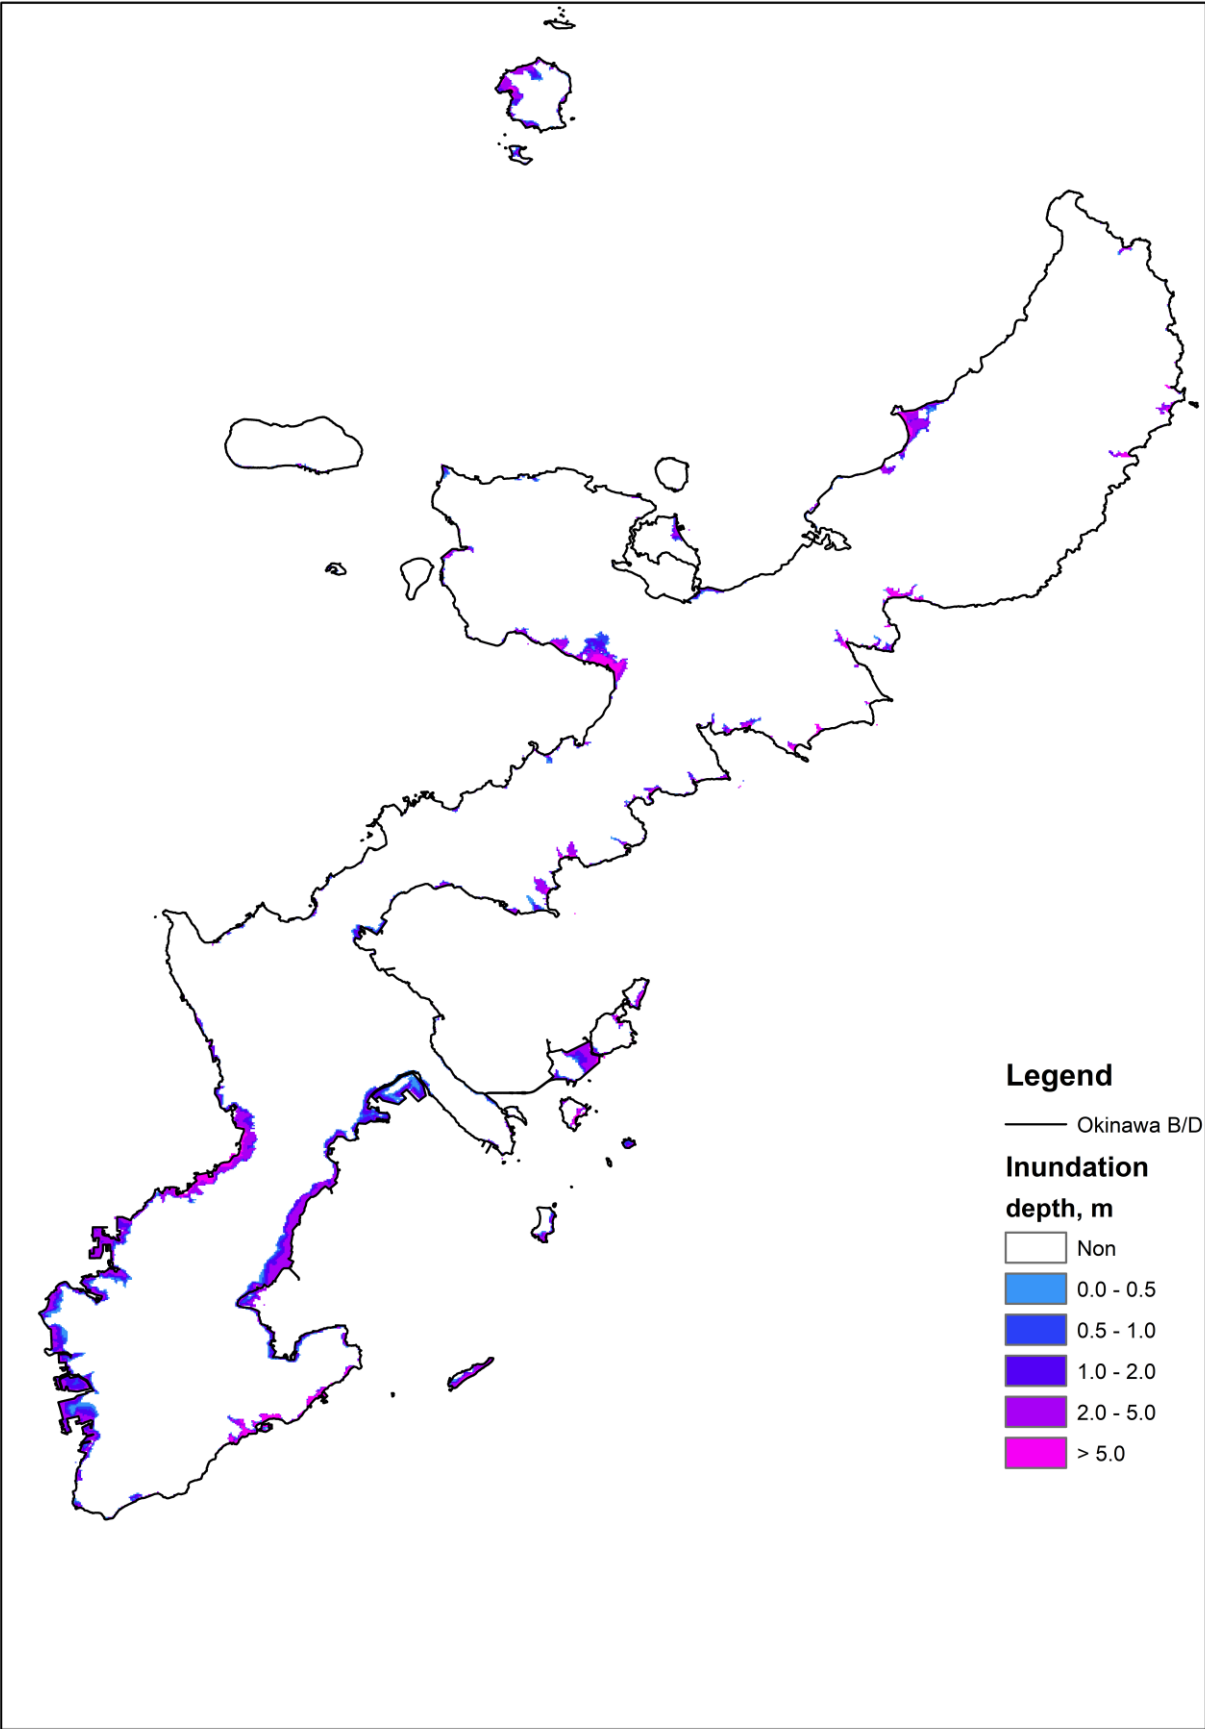 Legend
Okinawa B/D
Inundation
depth, m
Non
0.0 - 0.5
0.5 - 1.0
1.0 - 2.0
2.0 - 5.0
> 5.0